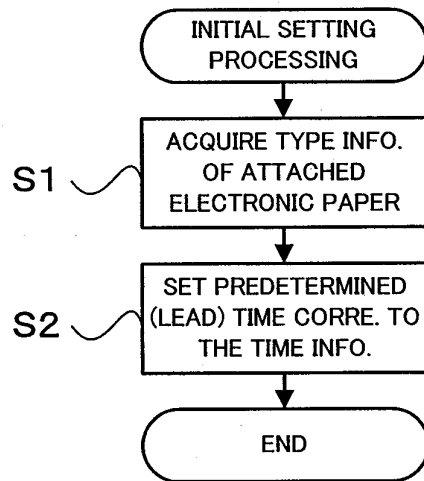 INITIAL SETTING
PROCESSING
S1
ACQUIRE TYPE INFO.
OF ATTACHED
ELECTRONIC PAPER
S2
SET PREDETERMINED
(LEAD) TIME CORRE. TO
THE TIME INFO.
END